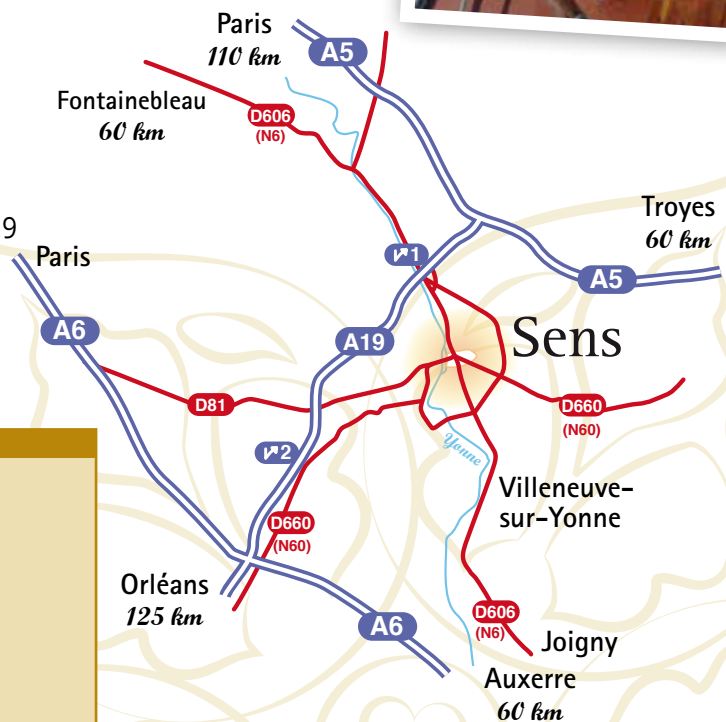 Paris
110 km
A5
Fontainebleau
60 km
D606
(N6)
Troyes
60 km
9
Paris
1
A5
A6
A19
Sens
D81
D660
(N60)
Yonne
2
Villeneuve-
sur-Yonne
D660
(N60)
Orléans
125 km
D606
(N6)
A6
Joigny
Auxerre
60 km